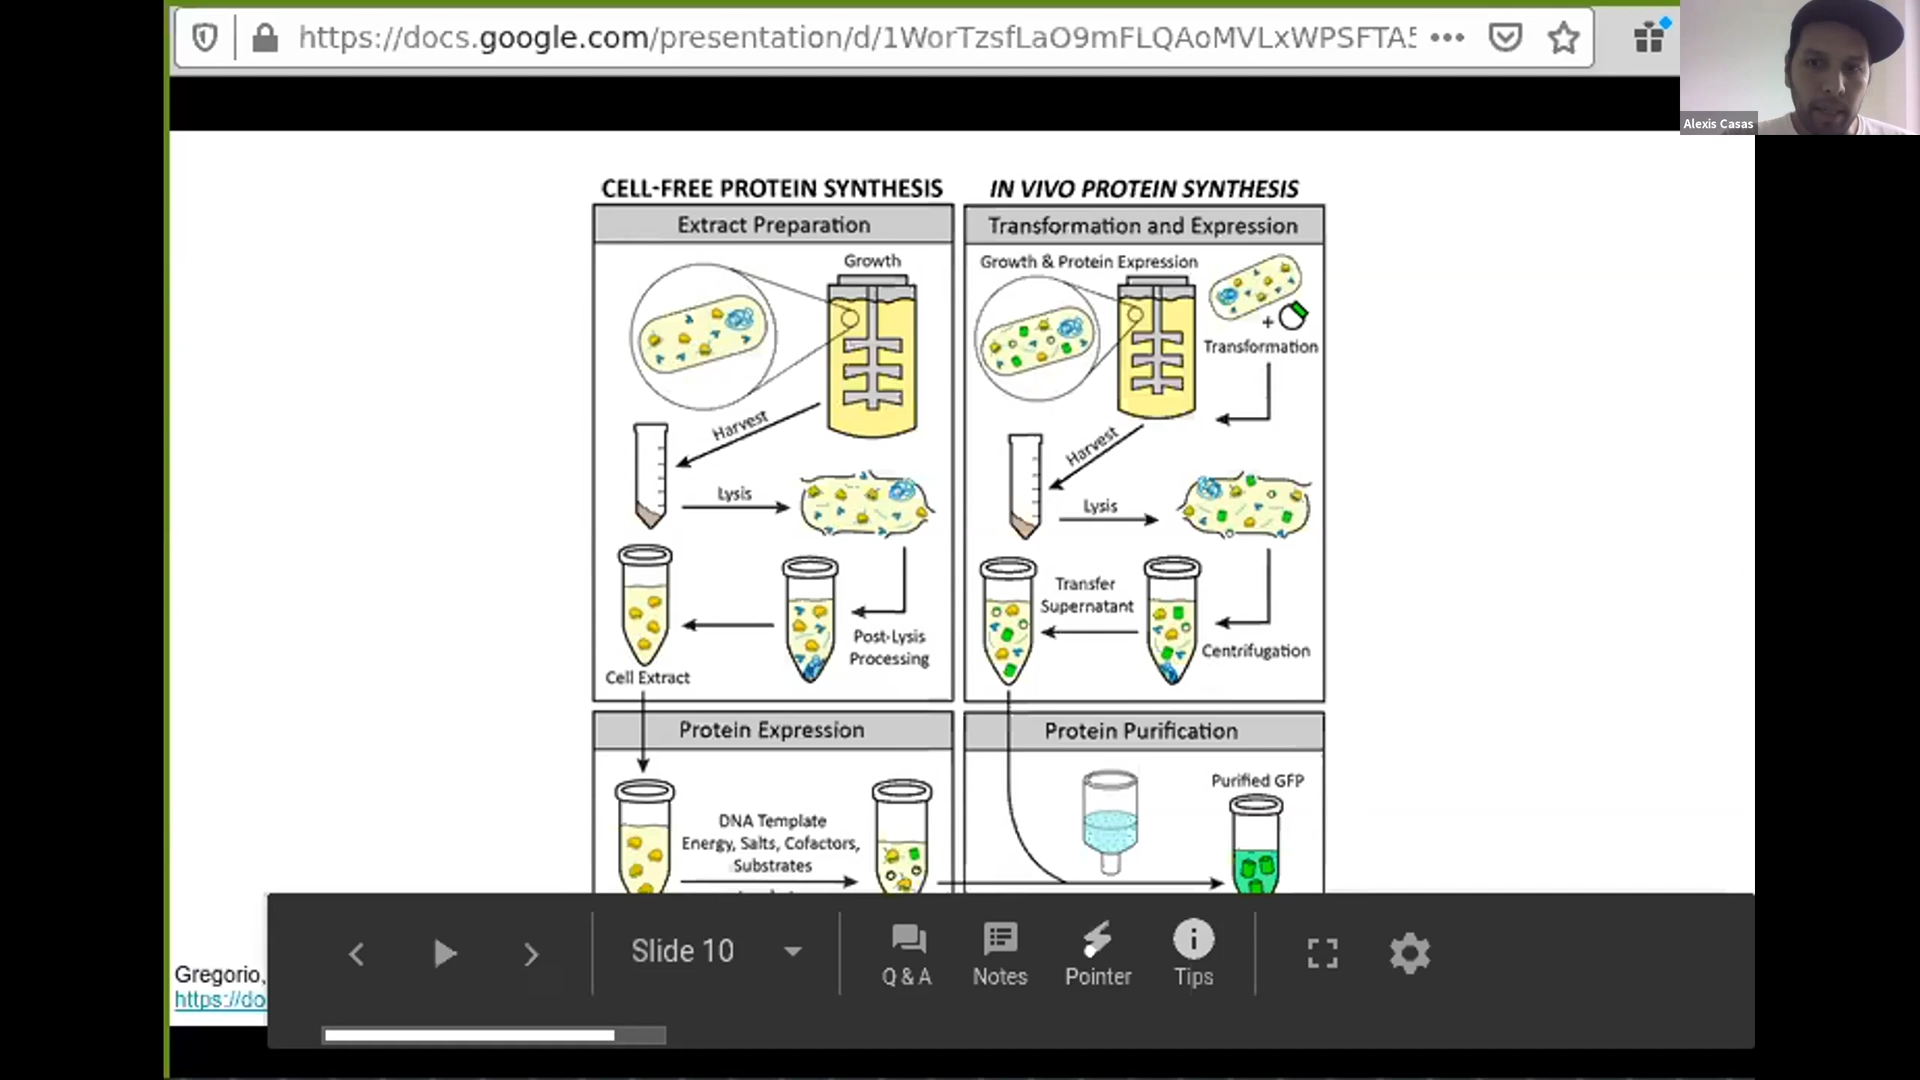 https://docs.google.com/presentation/d/1WorTzsfLaO9mFLQAoMVLxWPSFTA5
Alexis Casas
CELL-FREE PROTEIN SYNTHESIS
IN VIVO PROTEIN SYNTHESIS
Extract Preparation
Transformation and Expression
Growth
Growth & Protein Expression
+
Transformation
Harvest
Harvest
Lysis
Lysis
Transfer
Supernatant
Post-Lysis
Processing
Centrifugation
Cell Extract
Protein Expression
Protein Purification
DNA Template
Energy, Salts, Cofactors,
Substrates
Purified GFP
Gregorio,
https://do
Slide 10
Q & A
Notes
Pointer
Tips